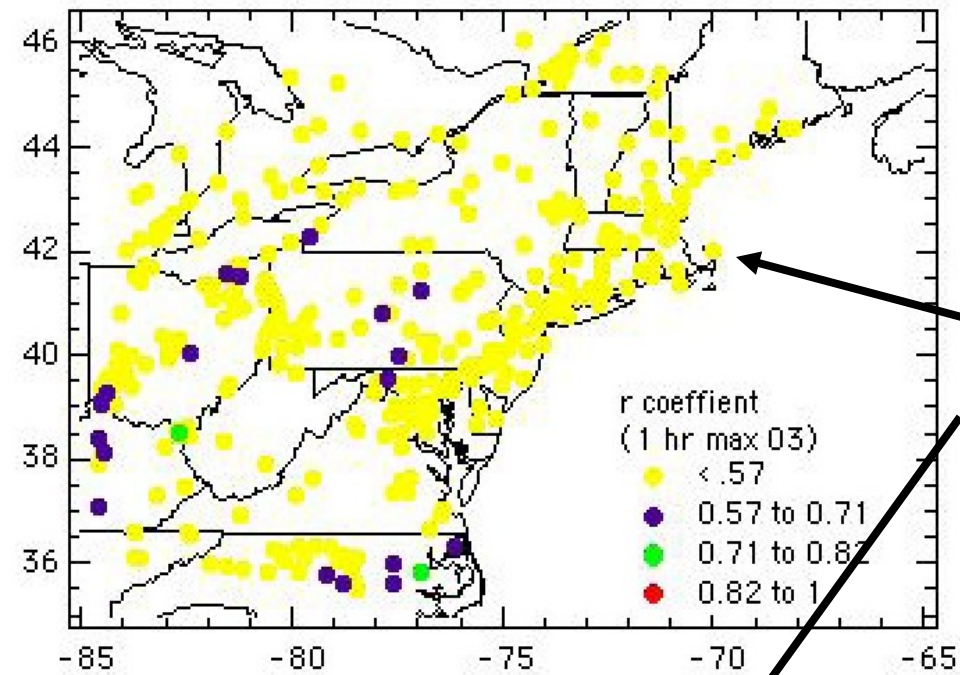 46
44
42
40
38
36
r coeffient
(1 hr max O3)
< .57
0.57 to 0.71
0.71 to 0.82
0.82 to 1
-85 -80 -75 -70 -65